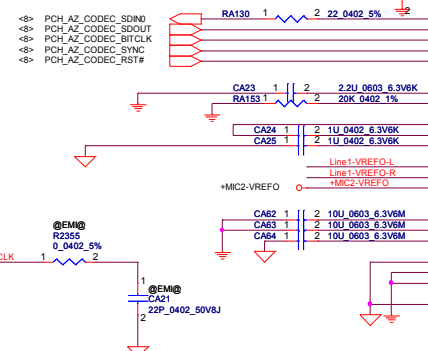 <8> PCH_AZ_CODEC_SDIN0 RA130 1 2 22_0402_5% 2
<8> PCH_AZ_CODEC_SDOUT
<8> PCH_AZ_CODEC_BITCLK
<8> PCH_AZ_CODEC_SYNC
<8> PCH_AZ_CODEC_RST#
CA23 1 2 2.2U_0603_6.3V6K
RA153 1 2 20K_0402_1%
CA24 1 2 1U_0402_6.3V6K
CA25 1 2 1U_0402_6.3V6K
Line1-VREFO-L
Line1-VREFO-R
+MIC2-VREFO +MIC2-VREFO
CA62 1 2 10U_0603_6.3V6M
CA63 1 2 10U_0603_6.3V6M
CA64 1 2 10U_0603_6.3V6M
@EMI@
R2355
0_0402_5%
CLK 1 2
1
@EMI@
CA21
22P_0402_50V8J
2